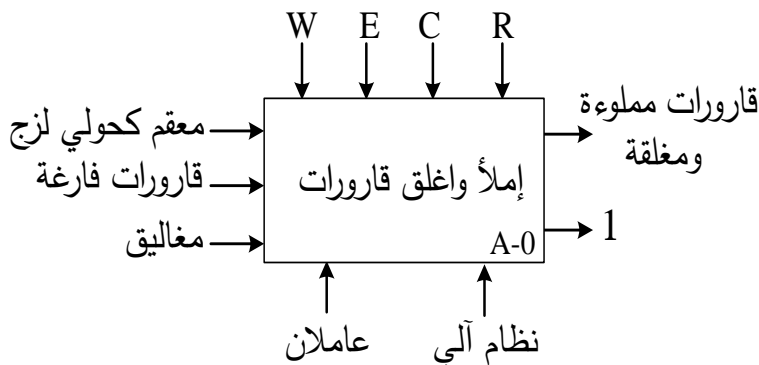 W E C R
معقم كحولي لزج
قارورات فارغة
مغاليق
إملأ واغلق قارورات
A-0
قارورات مملوءة
ومغلقة
1
نظام آلي
عاملان